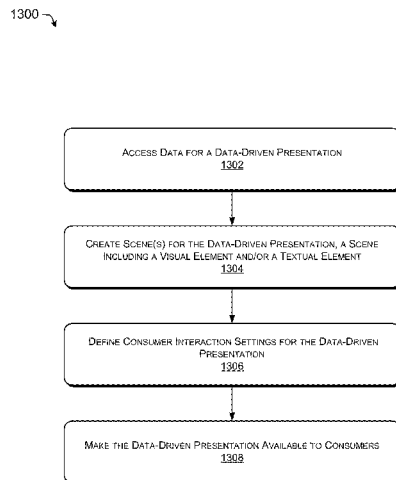 1300
ACCESS DATA FOR A DATA-DRIVEN PRESENTATION
1302
CREATE SCENE(S) FOR THE DATA-DRIVEN PRESENTATION, A SCENE
INCLUDING A VISUAL ELEMENT AND/OR A TEXTUAL ELEMENT
1304
DEFINE CONSUMER INTERACTION SETTINGS FOR THE DATA-DRIVEN
PRESENTATION
1306
MAKE THE DATA-DRIVEN PRESENTATION AVAILABLE TO CONSUMERS
1308